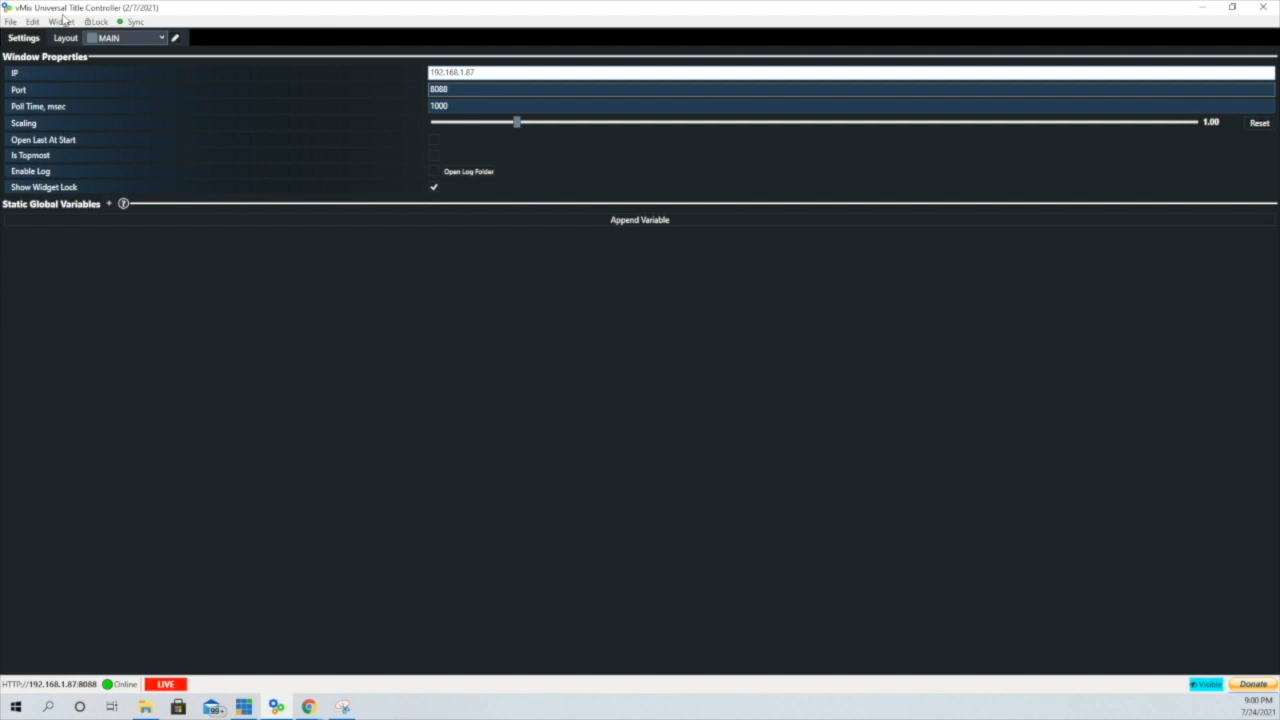 vMix Universal Title Controller (2/7/2021)
File Edit Widget Lock Sync
Settings Layout MAIN
Window Properties
IP 192.168.1.87
Port 8088
Poll Time, msec 1000
Scaling 1.00 Reset
Open Last At Start
Is Topmost
Enable Log Open Log Folder
Show Widget Lock
Static Global Variables + ?
Append Variable
HTTP://192.168.1.87:8088 Online LIVE Visible Donate
99+
9:00 PM
7/24/2021